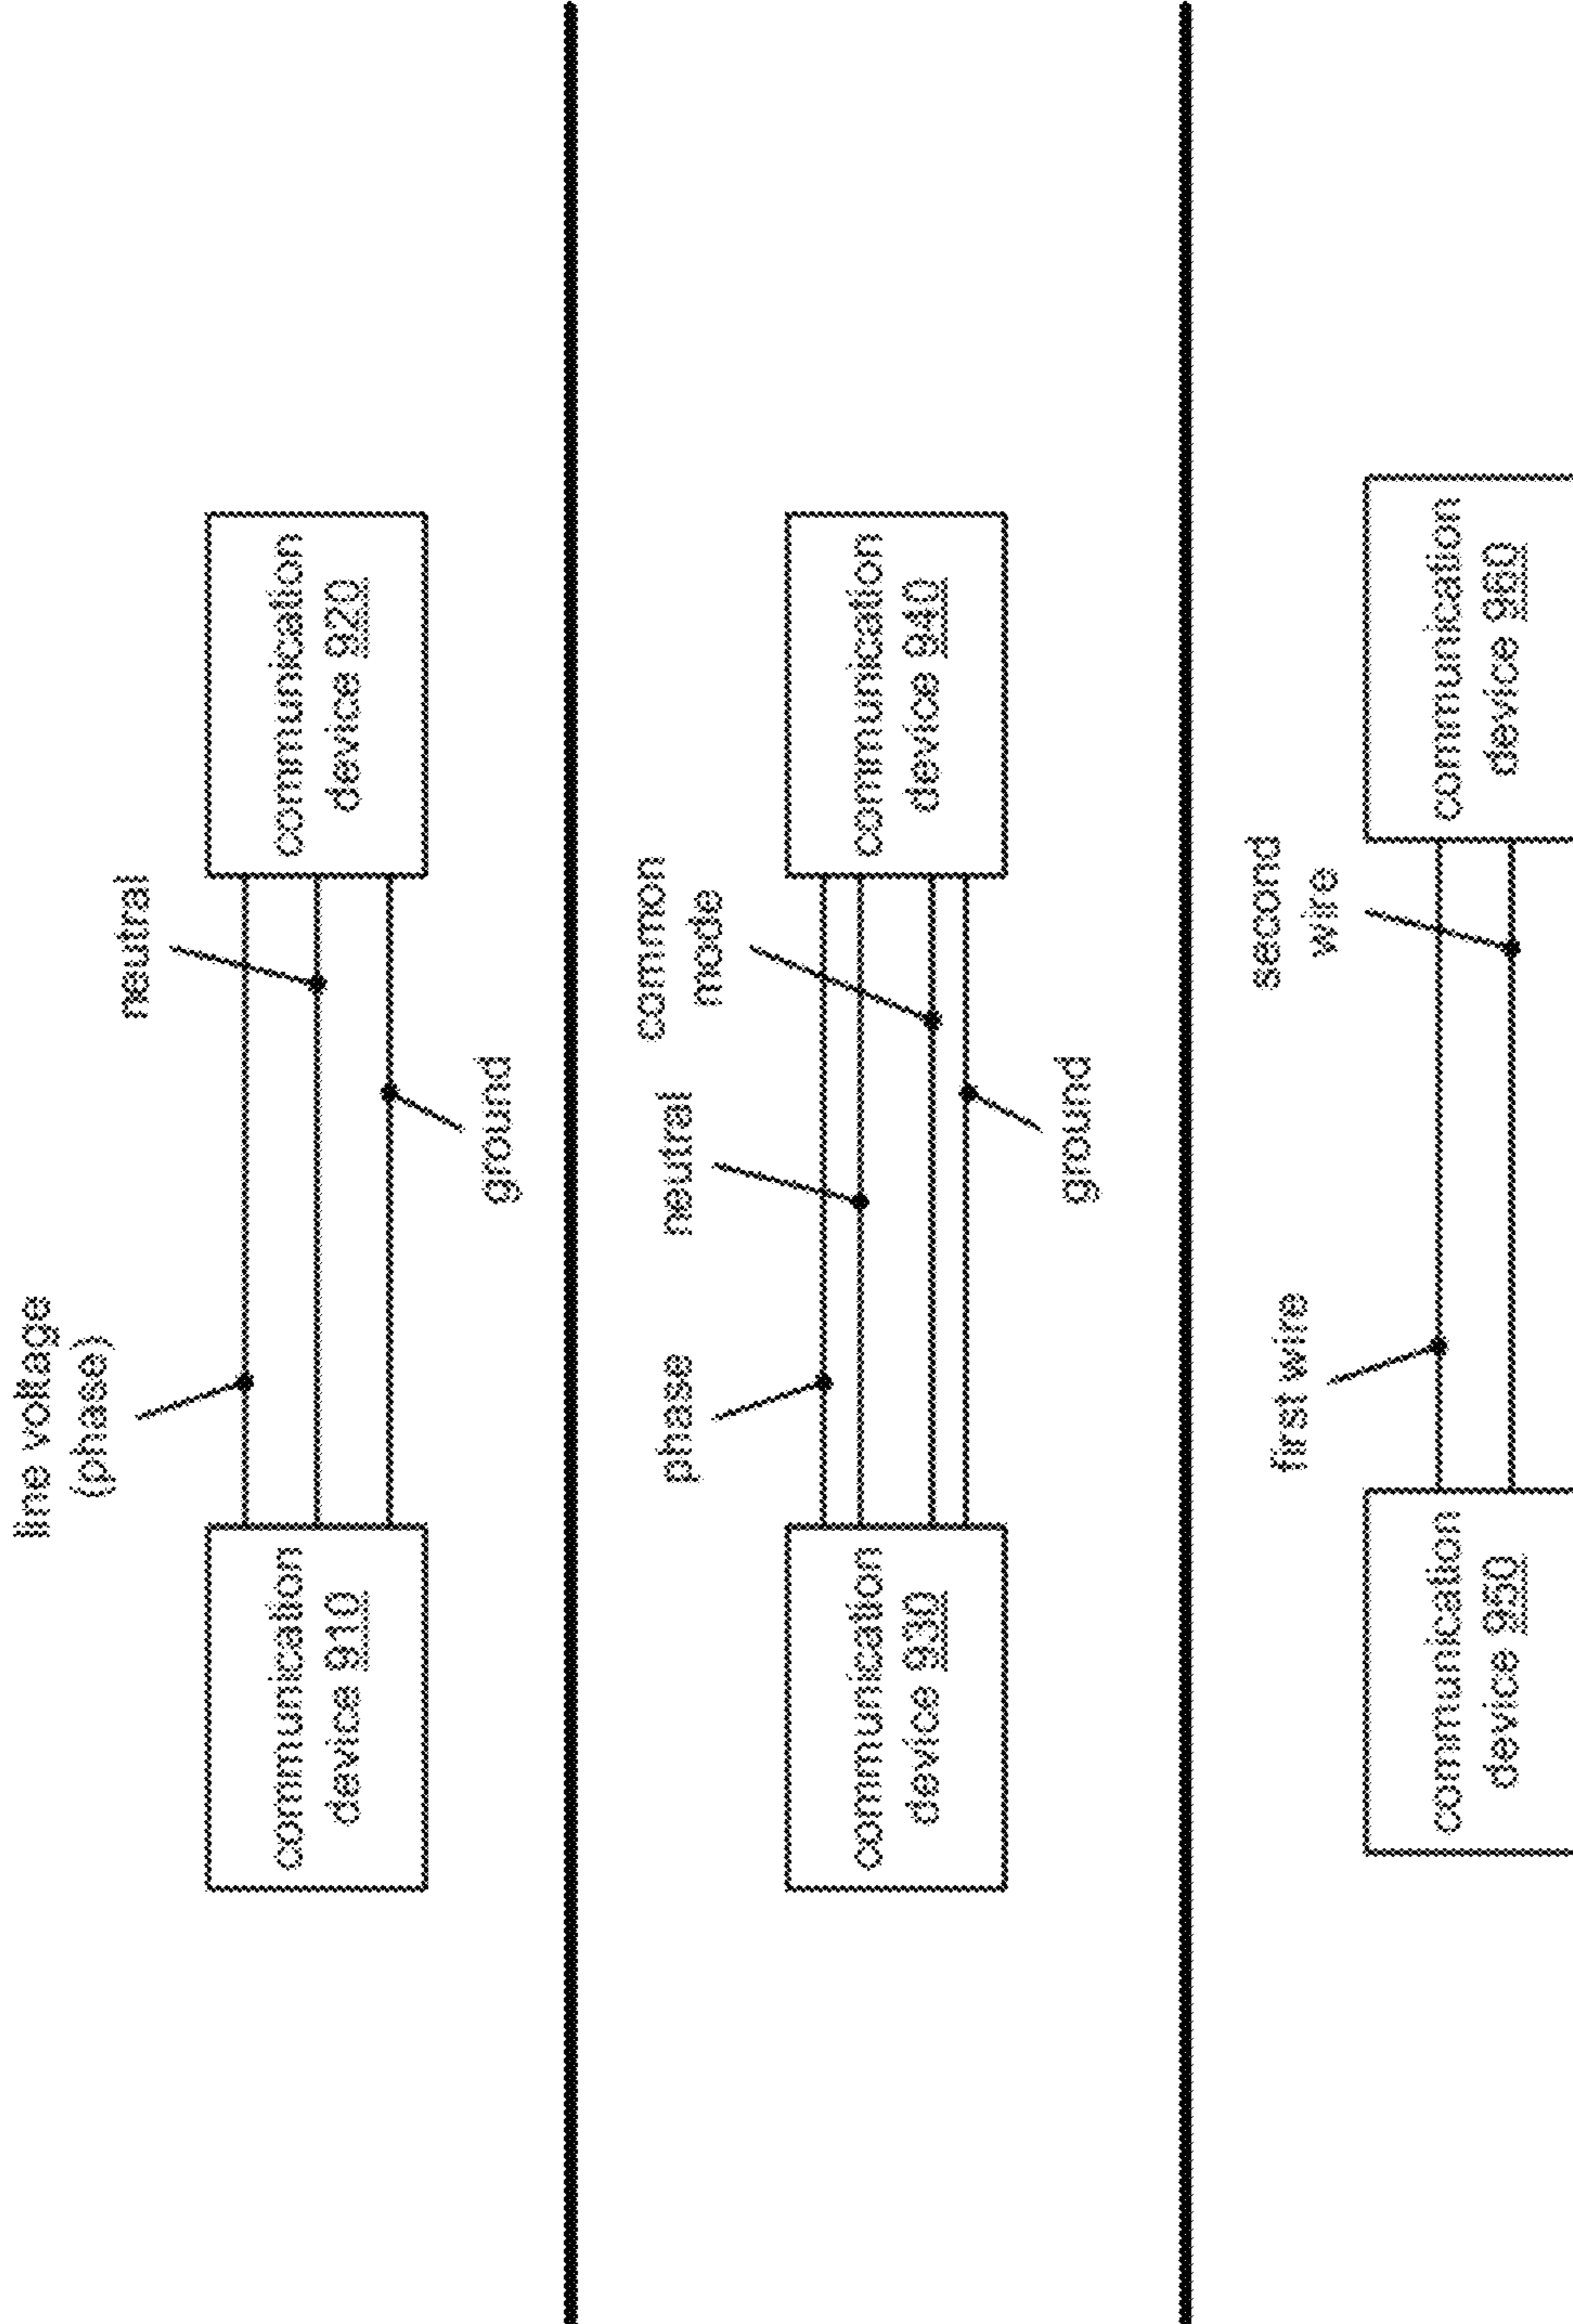 line voltage
(phase)
neutral
communication
device 910
communication
device 920
ground
phase
neutral
common
mode
communication
device 930
communication
device 940
ground
first wire
second
wire
communication
device 950
communication
device 960